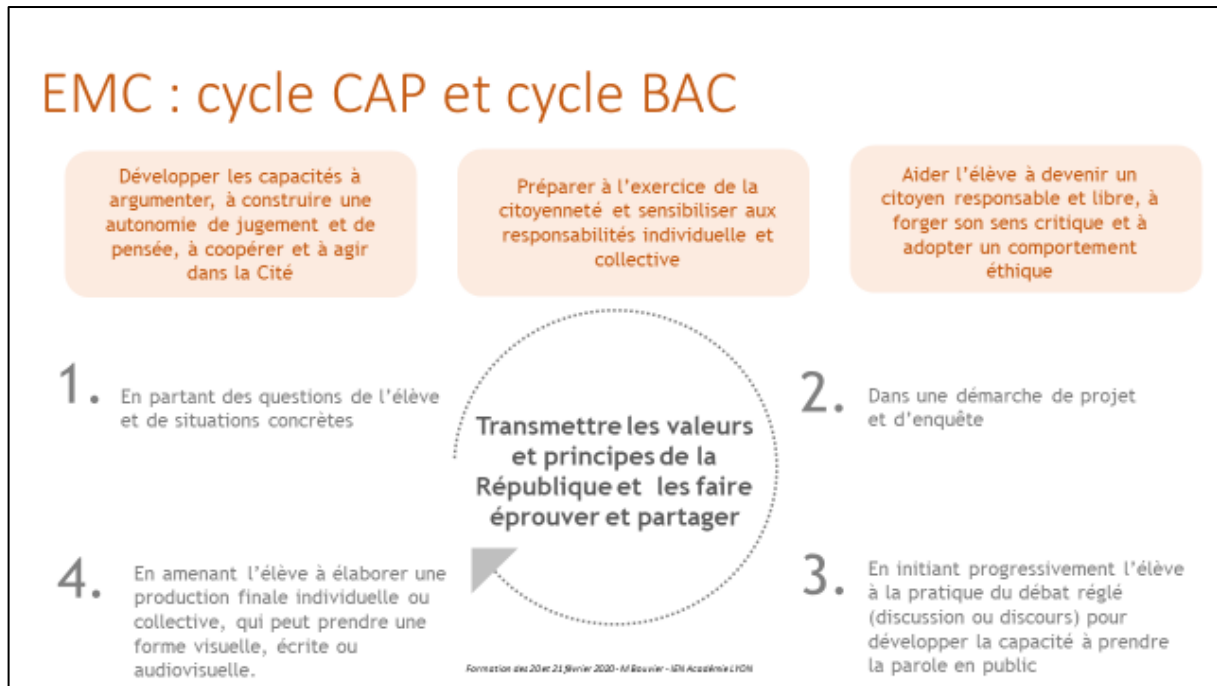 EMC : cycle CAP et cycle BAC
Développer les capacités à
argumenter, à construire une
autonomie de jugement et de
pensée, à coopérer et à agir
dans la Cité
Préparer à l'exercice de la
citoyenneté et sensibiliser aux
responsabilités individuelle et
collective
Aider l'élève à devenir un
citoyen responsable et libre, à
forger son sens critique et à
adopter un comportement
éthique
1. En partant des questions de l'élève
et de situations concrètes
2. Dans une démarche de projet
et d'enquête
Transmettre les valeurs
et principes de la
République et les faire
éprouver et partager
3. En initiant progressivement l'élève
à la pratique du débat réglé
(discussion ou discours) pour
développer la capacité à prendre
la parole en public
4. En amenant l'élève à élaborer une
production finale individuelle ou
collective, qui peut prendre une
forme visuelle, écrite ou
audiovisuelle.
Formation des 20 et 21 février 2020 - M Bouvier - IEN Académie LYON